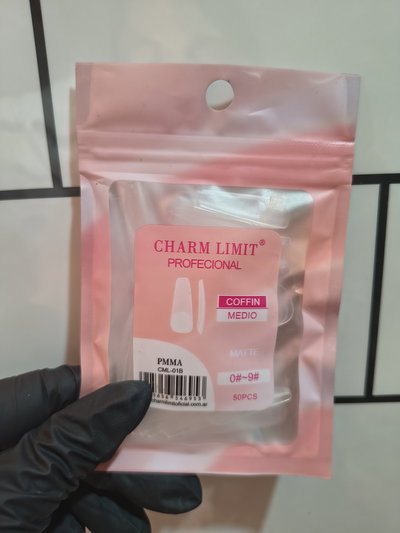 CHARM LIMIT®
PROFECIONAL
COFFIN
MEDIO
MATTE
0#~9#
50PCS
PMMA
CML-01B